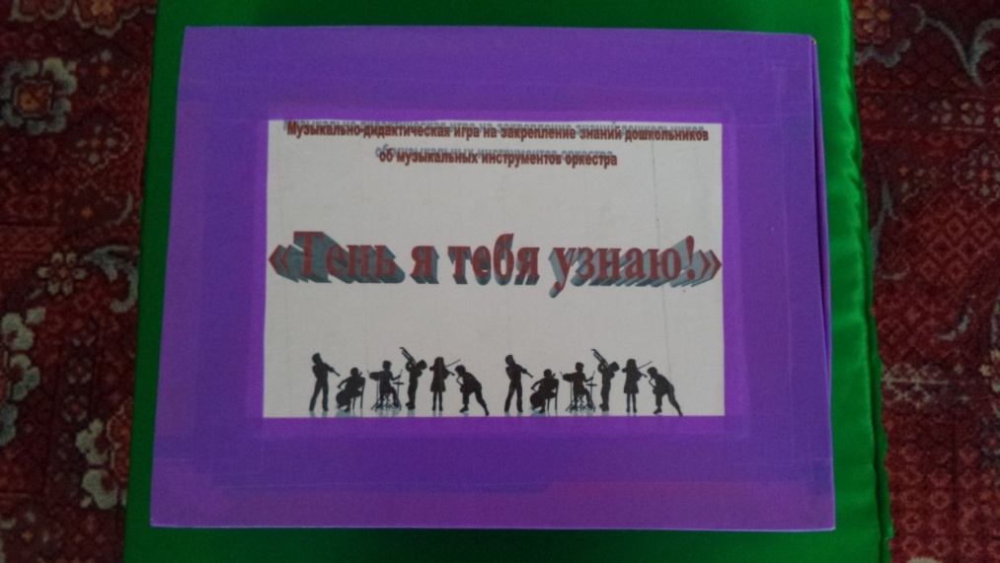 Музыкально-дидактическая игра на закрепление знаний дошкольников
об музыкальных инструментов оркестра
«Тень я тебя узнаю!»